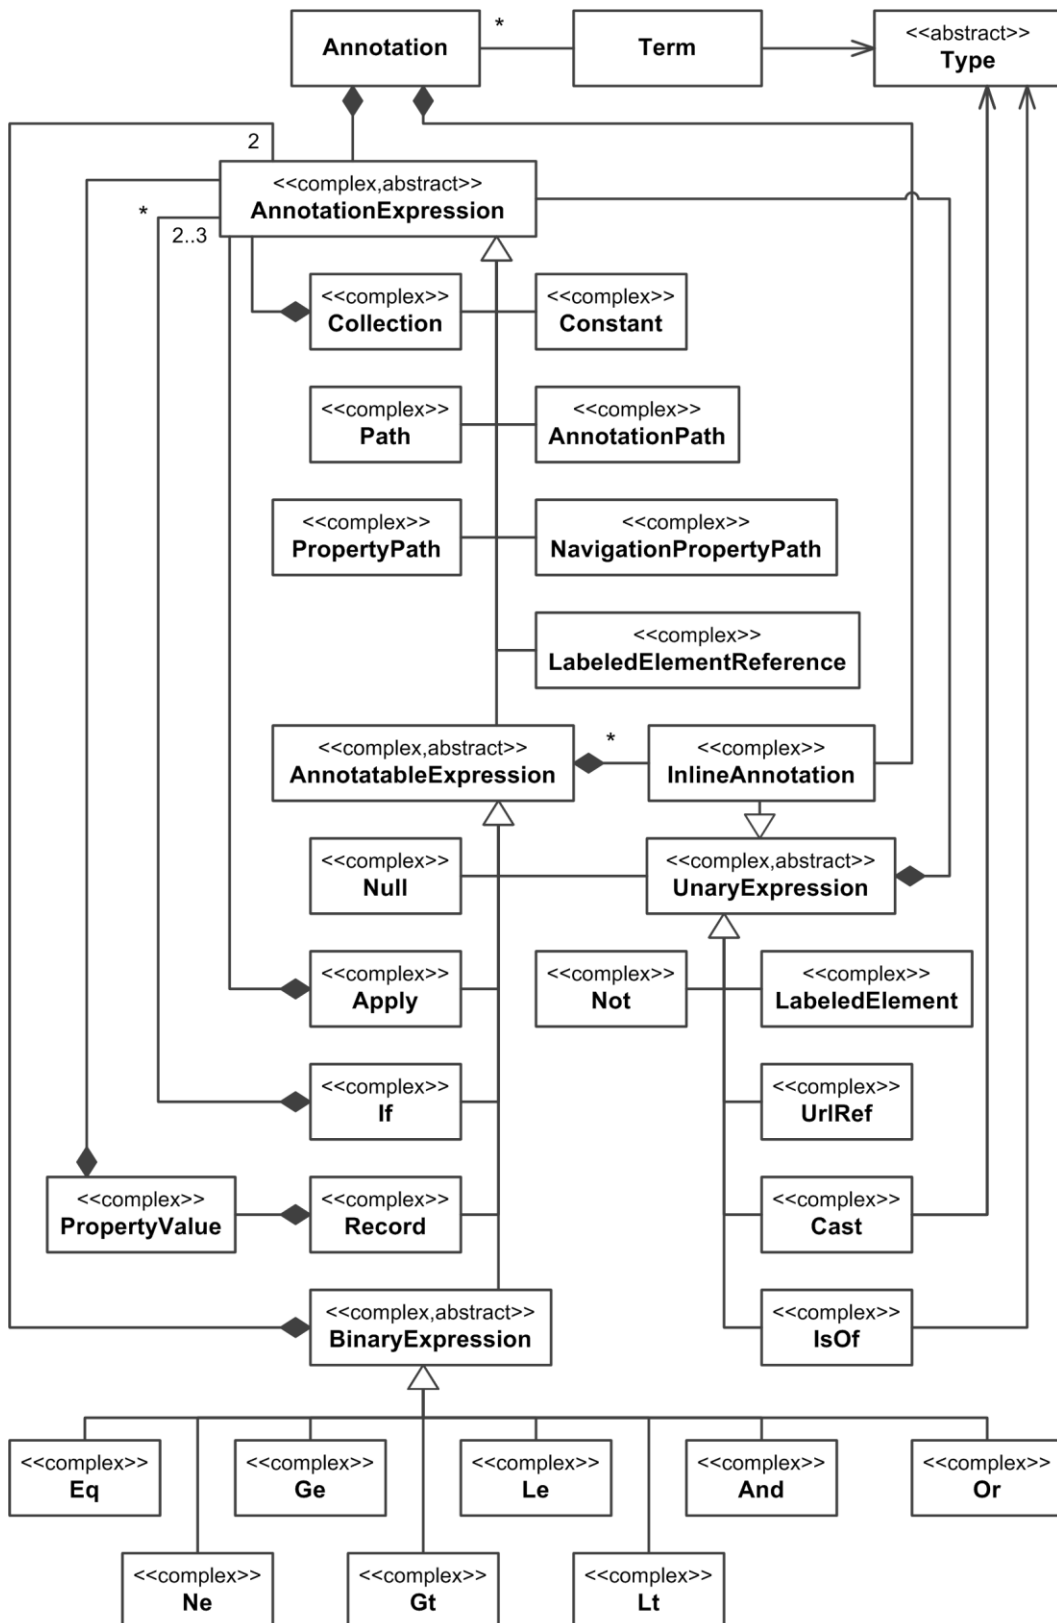 Annotation
*
Term
<<abstract>>
Type
2
<<complex,abstract>>
AnnotationExpression
*
2..3
<<complex>>
Collection
<<complex>>
Constant
<<complex>>
Path
<<complex>>
AnnotationPath
<<complex>>
PropertyPath
<<complex>>
NavigationPropertyPath
<<complex>>
LabeledElementReference
<<complex,abstract>>
AnnotatableExpression
*
<<complex>>
InlineAnnotation
<<complex>>
Null
<<complex,abstract>>
UnaryExpression
<<complex>>
Apply
<<complex>>
Not
<<complex>>
LabeledElement
<<complex>>
If
<<complex>>
UrlRef
<<complex>>
PropertyValue
<<complex>>
Record
<<complex>>
Cast
<<complex,abstract>>
BinaryExpression
<<complex>>
IsOf
<<complex>>
Eq
<<complex>>
Ge
<<complex>>
Le
<<complex>>
And
<<complex>>
Or
<<complex>>
Ne
<<complex>>
Gt
<<complex>>
Lt